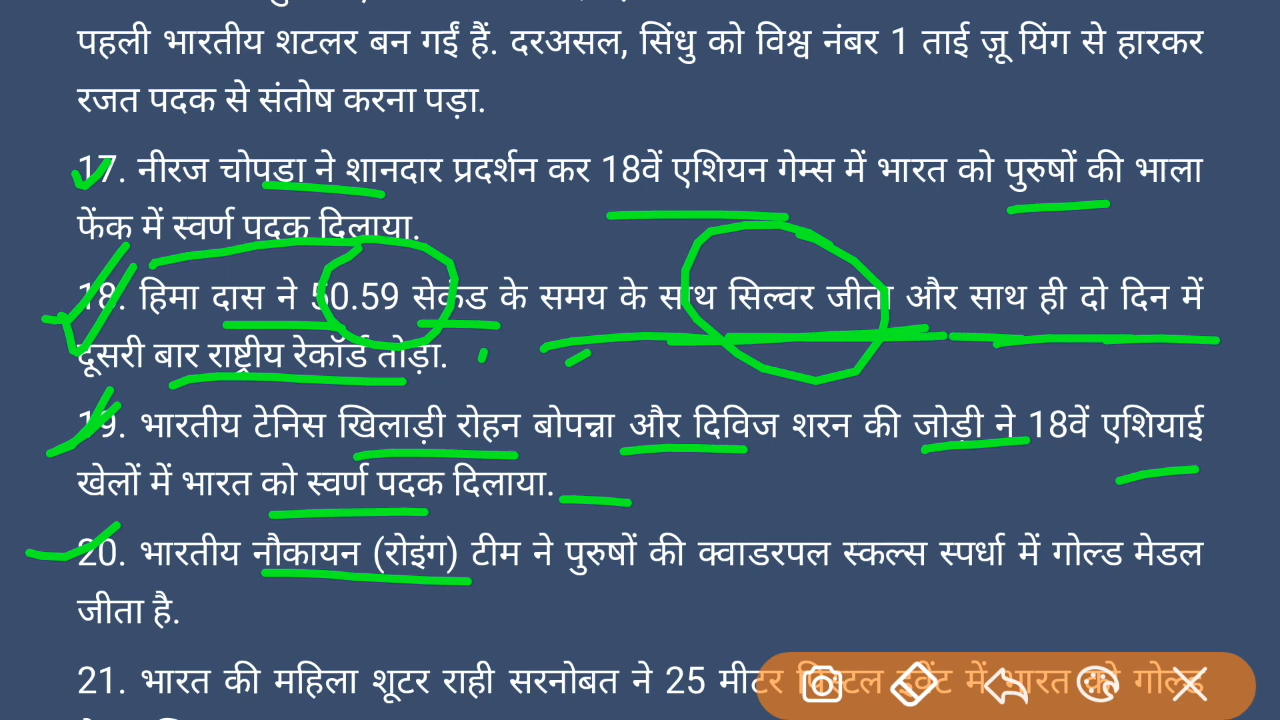 पहली भारतीय शटलर बन गईं हैं. दरअसल, सिंधु को विश्व नंबर 1 ताई ज़ू यिंग से हारकर
रजत पदक से संतोष करना पड़ा.
17. नीरज चोपडा ने शानदार प्रदर्शन कर 18वें एशियन गेम्स में भारत को पुरुषों की भाला
फेंक में स्वर्ण पदक दिलाया.
18. हिमा दास ने 50.59 सेकंड के समय के साथ सिल्वर जीता और साथ ही दो दिन में
दूसरी बार राष्ट्रीय रेकॉर्ड तोड़ा.
19. भारतीय टेनिस खिलाड़ी रोहन बोपन्ना और दिविज शरन की जोड़ी ने 18वें एशियाई
खेलों में भारत को स्वर्ण पदक दिलाया.
20. भारतीय नौकायन (रोइंग) टीम ने पुरुषों की क्वाडरपल स्कल्स स्पर्धा में गोल्ड मेडल
जीता है.
21. भारत की महिला शूटर राही सरनोबत ने 25 मीटर पिस्टल इवेंट में भारत को गोल्ड